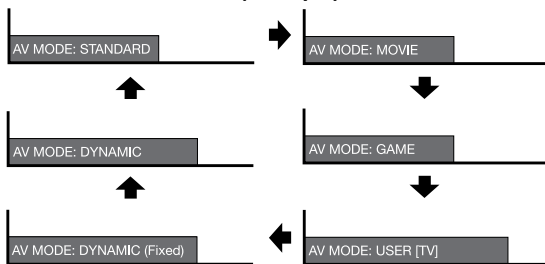 AV MODE: STANDARD
AV MODE: MOVIE
AV MODE: DYNAMIC
AV MODE: GAME
AV MODE: DYNAMIC (Fixed)
AV MODE: USER [TV]